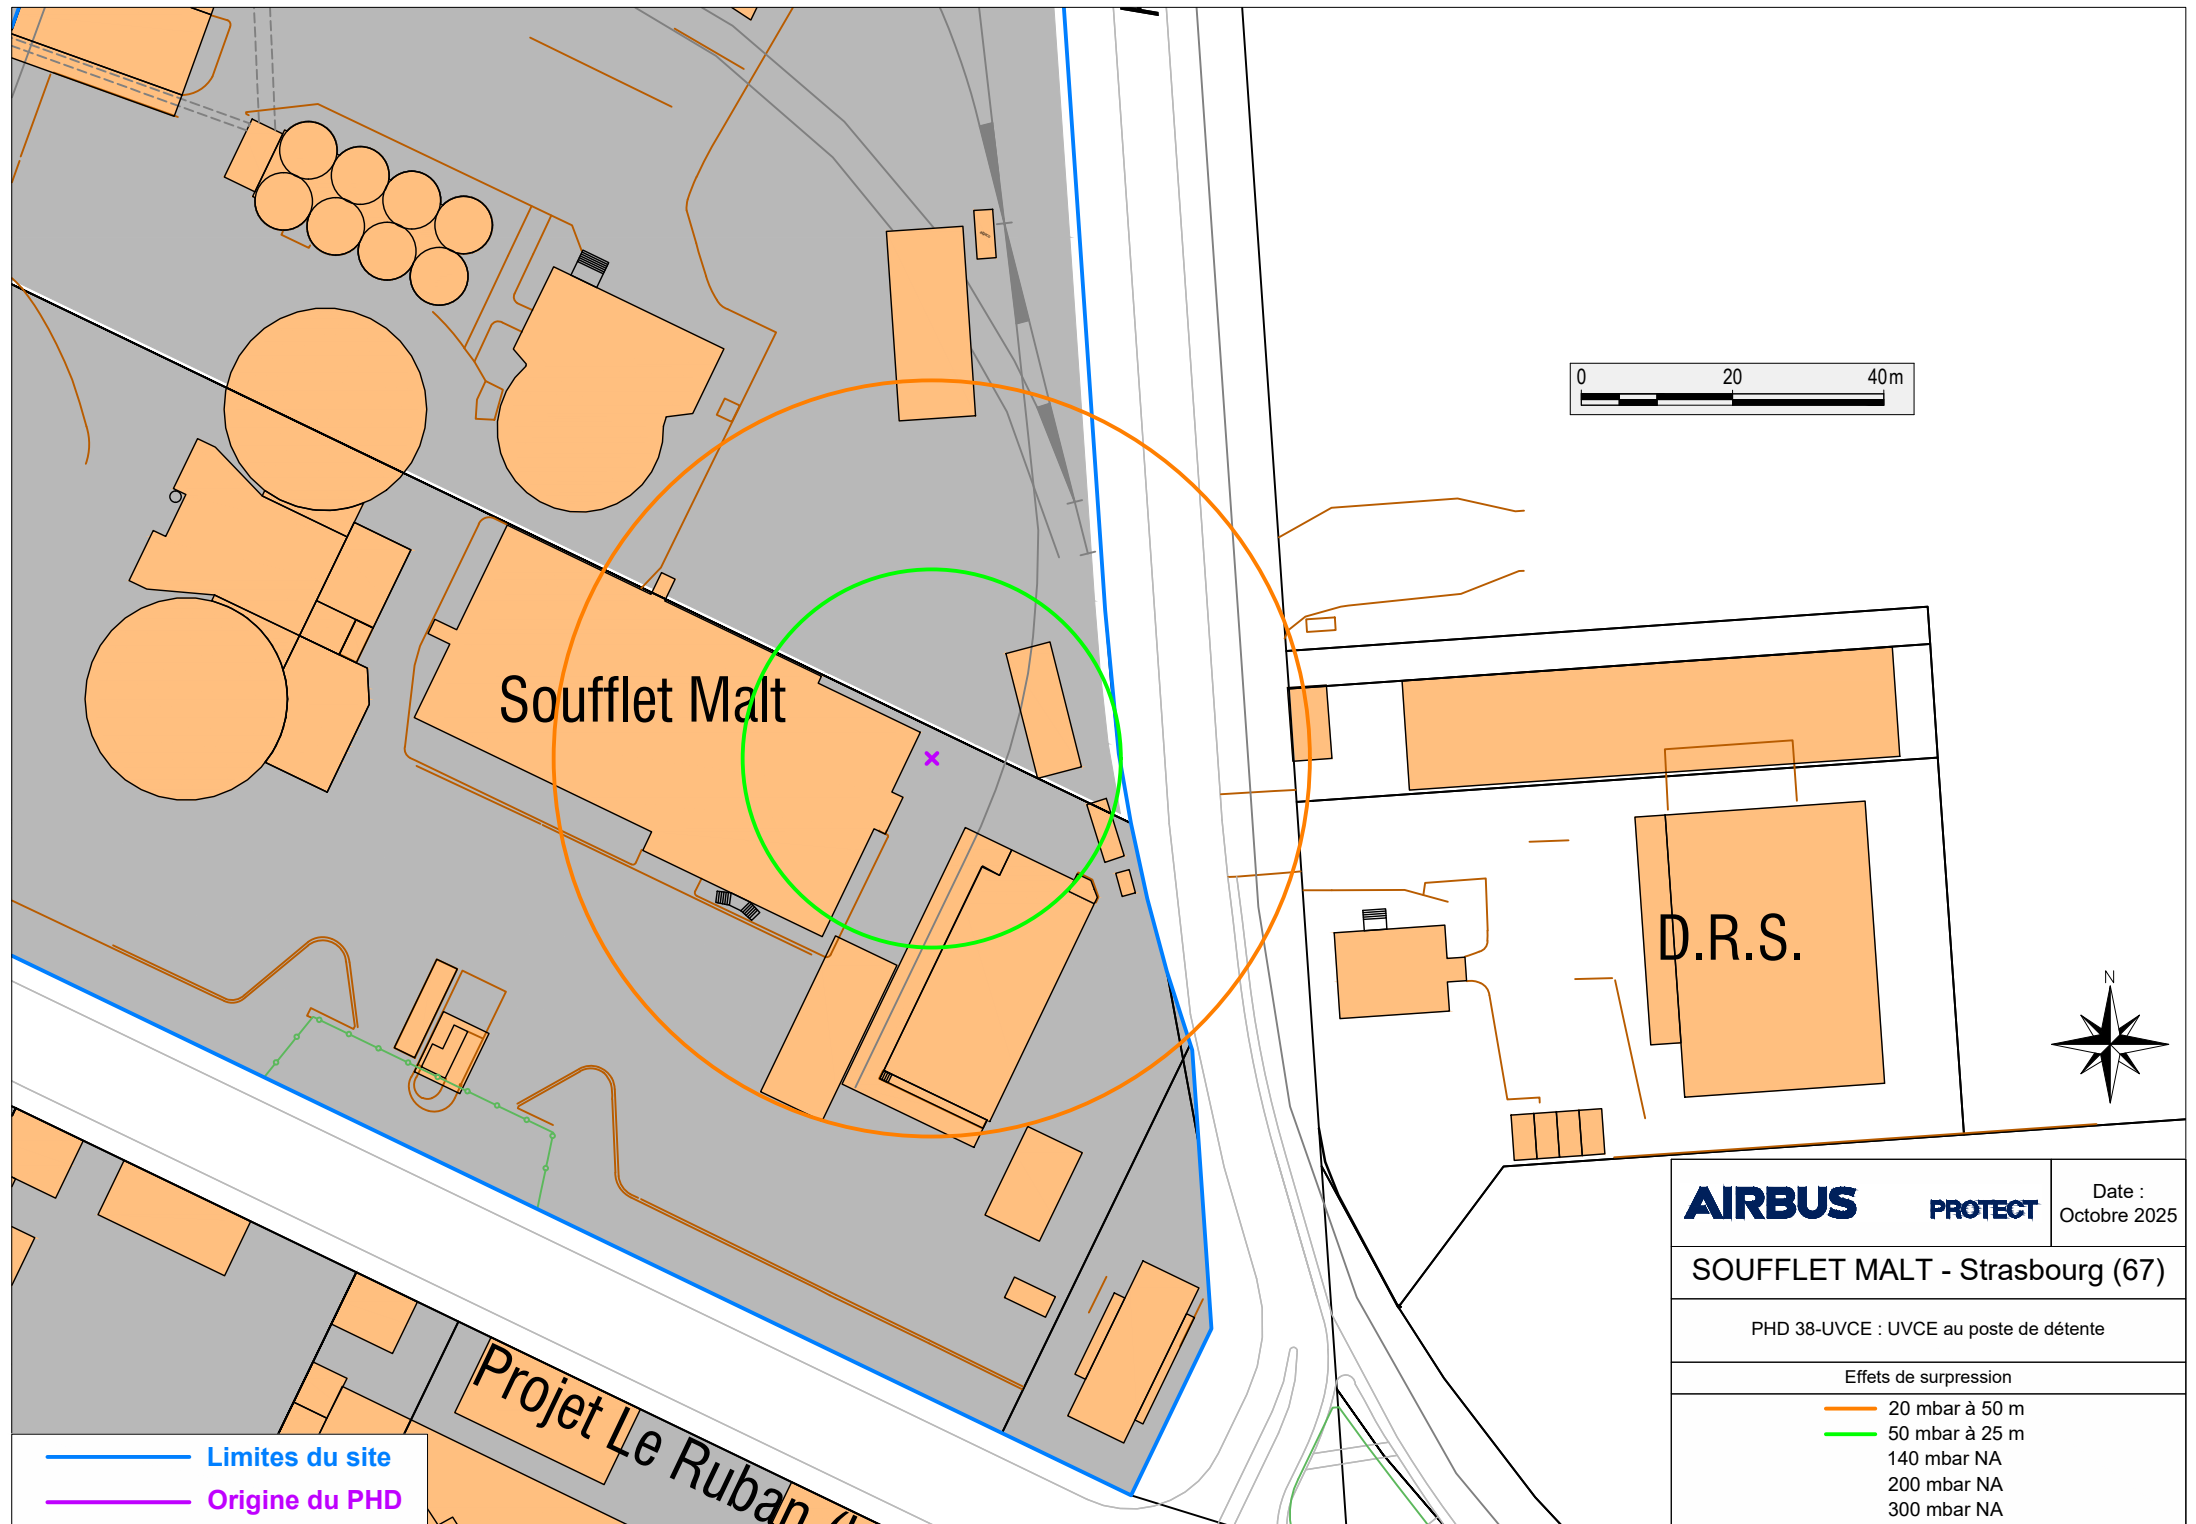 0 20 40m
Soufflet Malt
D.R.S.
N
Projet Le Ruban
Limites du site
Origine du PHD
AIRBUS PROTECT
Date :
Octobre 2025
SOUFFLET MALT - Strasbourg (67)
PHD 38-UVCE : UVCE au poste de détente
Effets de surpression
20 mbar à 50 m
50 mbar à 25 m
140 mbar NA
200 mbar NA
300 mbar NA